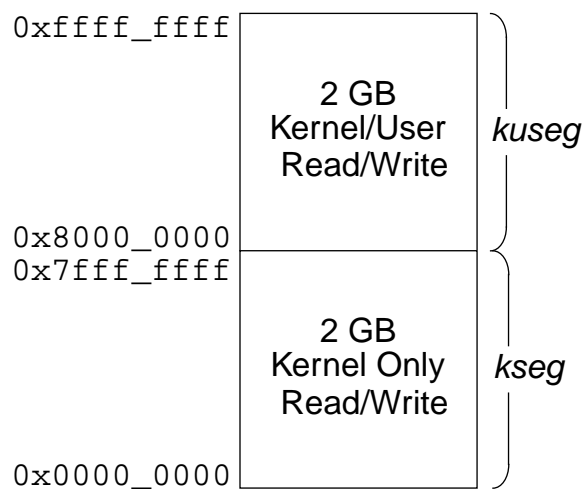 0xffff_ffff
2 GB
Kernel/User
Read/Write
kuseg
0x8000_0000
0x7fff_ffff
2 GB
Kernel Only
Read/Write
kseg
0x0000_0000